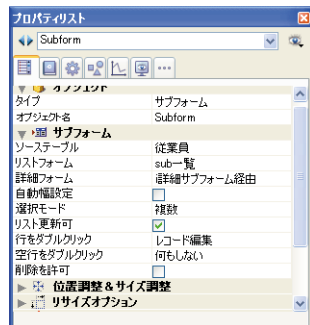 プロパティリスト
Subform
オブジェクト
タイプ サブフォーム
オブジェクト名 Subform
サブフォーム
ソーステーブル 従業員
リストフォーム sub一覧
詳細フォーム 詳細サブフォーム経由
自動幅設定
選択モード 複数
リスト更新可
行をダブルクリック レコード編集
空行をダブルクリック 何もしない
削除を許可
位置調整＆サイズ調整
リサイズオプション